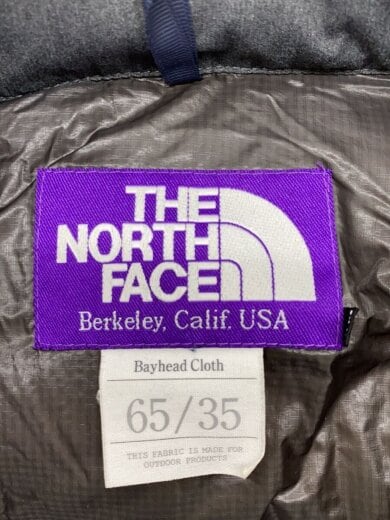 THE
NORTH
FACE
Berkeley, Calif. USA
Bayhead Cloth
65/35
THIS FABRIC IS MADE FOR
OUTDOOR PRODUCTS